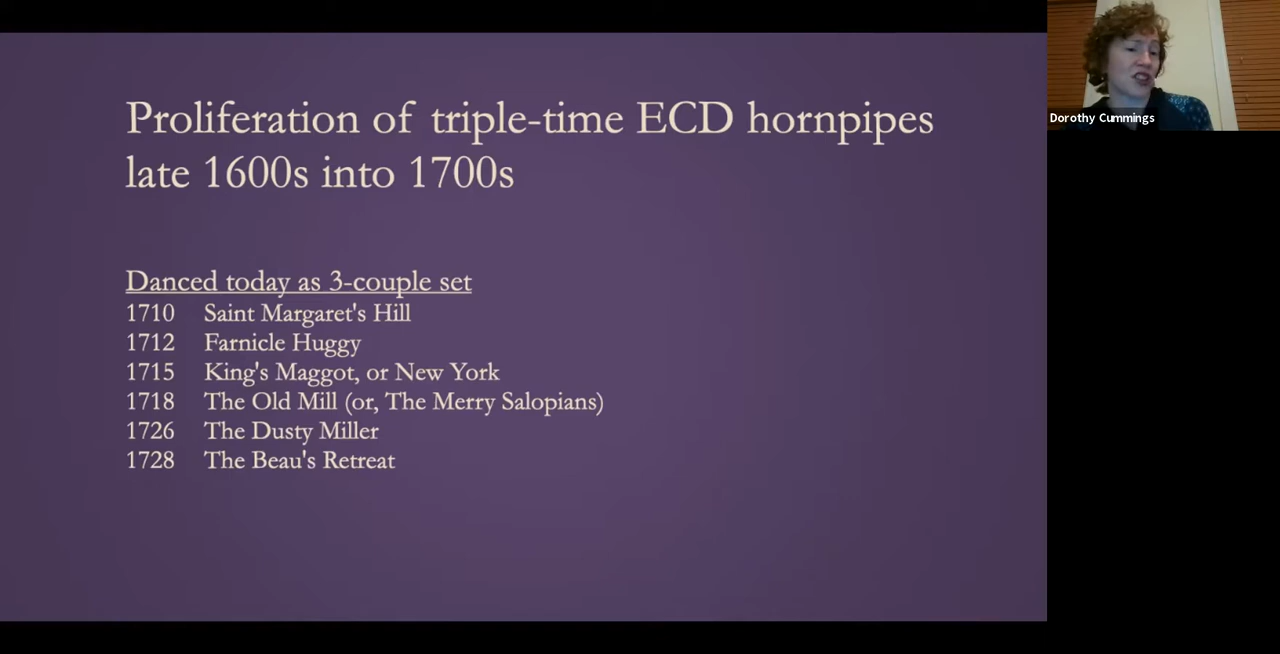 Proliferation of triple-time ECD hornpipes
late 1600s into 1700s
Danced today as 3-couple set
1710 Saint Margaret's Hill
1712 Farnicle Huggy
1715 King's Maggot, or New York
1718 The Old Mill (or, The Merry Salopians)
1726 The Dusty Miller
1728 The Beau's Retreat
Dorothy Cummings